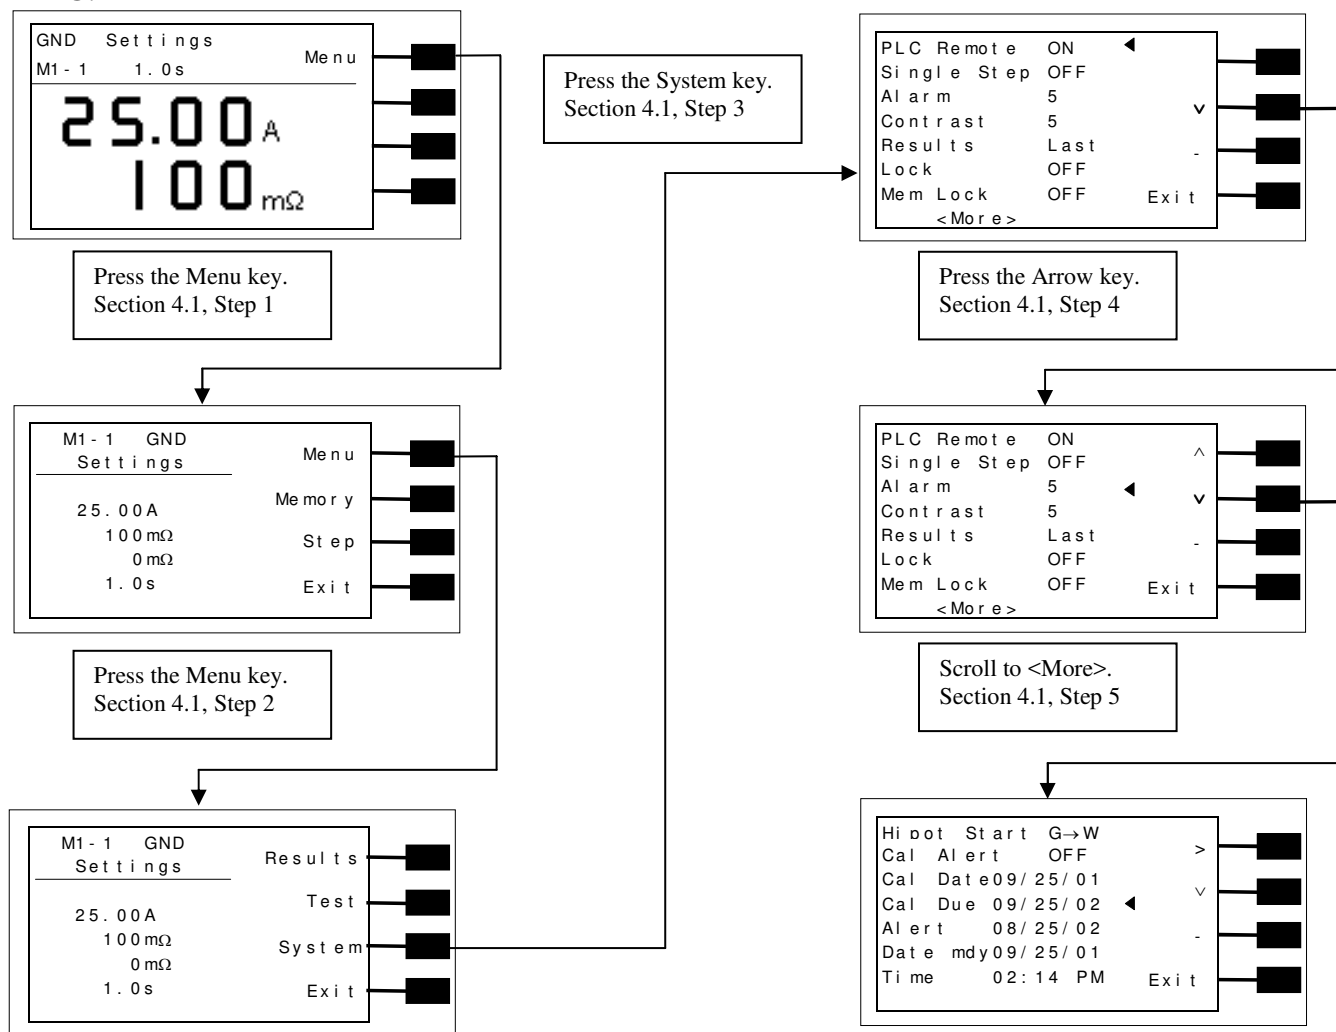 GND Settings
Menu
M1-1 1.0s
25.00A
100mΩ
Press the Menu key.
Section 4.1, Step 1
M1-1 GND
Settings
Menu
Memory
25.00A
100mΩ
Step
0mΩ
1.0s
Exit
Press the Menu key.
Section 4.1, Step 2
M1-1 GND
Settings
Results
Test
25.00A
100mΩ
System
0mΩ
1.0s
Exit
Press the System key.
Section 4.1, Step 3
PLC Remote ON
Single Step OFF
Alarm 5
v
Contrast 5
Results Last
-
Lock OFF
Mem Lock OFF
Exit
<More>
Press the Arrow key.
Section 4.1, Step 4
PLC Remote ON
^
Single Step OFF
Alarm 5
v
Contrast 5
Results Last
-
Lock OFF
Mem Lock OFF
Exit
<More>
Scroll to <More>.
Section 4.1, Step 5
Hipot Start G→W
>
Cal Alert OFF
Cal Date 09/25/01
v
Cal Due 09/25/02
Alert 08/25/02
-
Date mdy 09/25/01
Time 02:14 PM
Exit